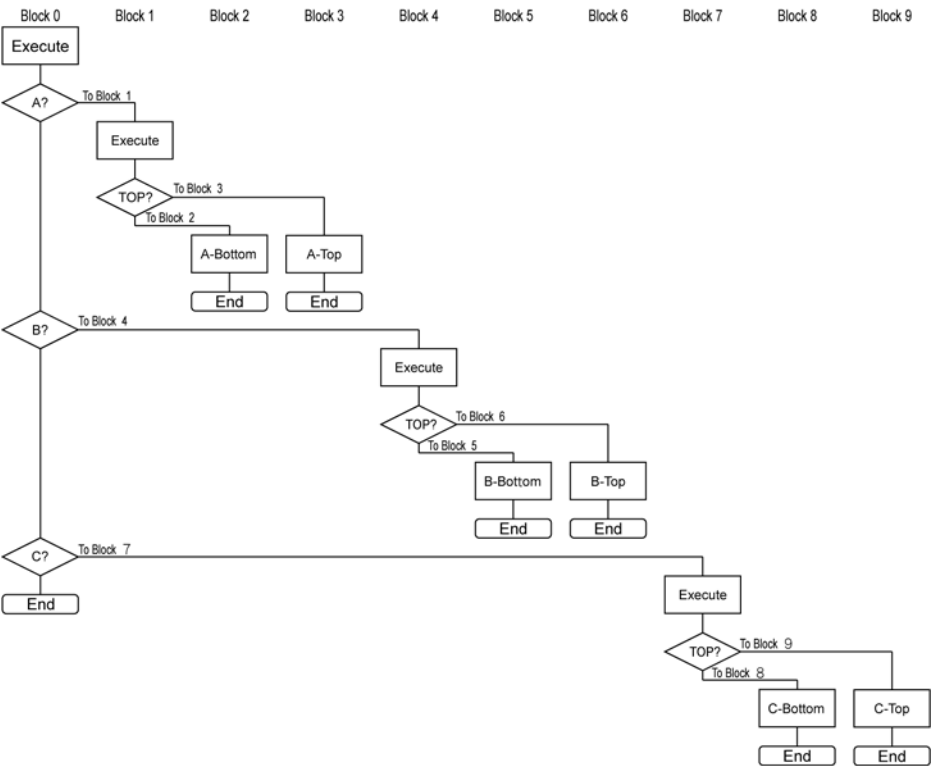 Block 0 Block 1 Block 2 Block 3 Block 4 Block 5 Block 6 Block 7 Block 8 Block 9
Execute
A? To Block 1
Execute
TOP? To Block 3
To Block 2
A-Bottom A-Top
End End
B? To Block 4
Execute
TOP? To Block 6
To Block 5
B-Bottom B-Top
End End
C? To Block 7
Execute
End
TOP? To Block 9
To Block 8
C-Bottom C-Top
End End